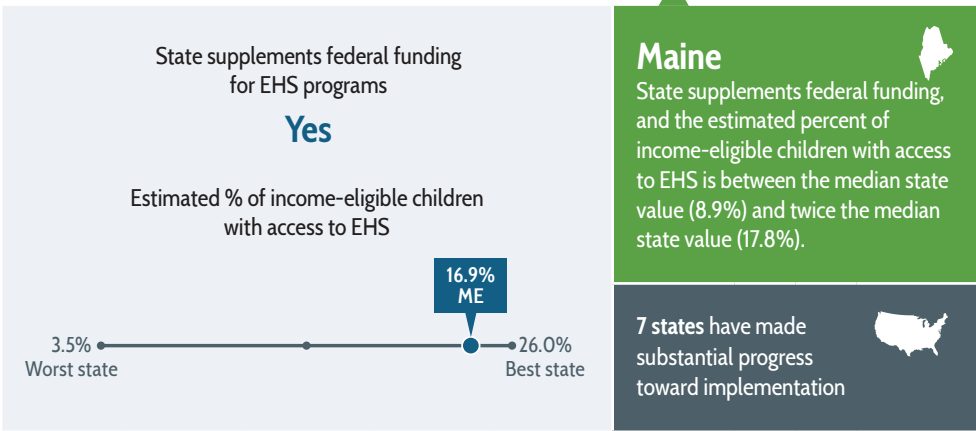 State supplements federal funding
for EHS programs
Yes
Estimated % of income-eligible children
with access to EHS
16.9%
ME
3.5%
Worst state
26.0%
Best state
Maine
State supplements federal funding,
and the estimated percent of
income-eligible children with access
to EHS is between the median state
value (8.9%) and twice the median
state value (17.8%).
7 states have made
substantial progress
toward implementation